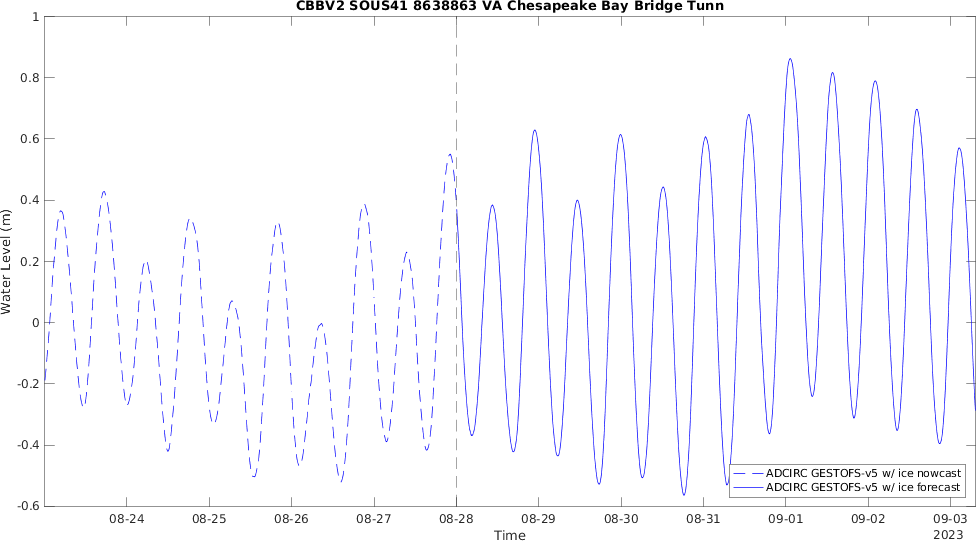 CBBV2 SOUS41 8638863 VA Chesapeake Bay Bridge Tunn
1
0.8
0.6
0.4
0.2
0
-0.2
-0.4
-0.6
Water Level (m)
08-24 08-25 08-26 08-27 08-28 08-29 08-30 08-31 09-01 09-02 09-03
Time
2023
ADCIRC GESTOFS-v5 w/ ice nowcast
ADCIRC GESTOFS-v5 w/ ice forecast